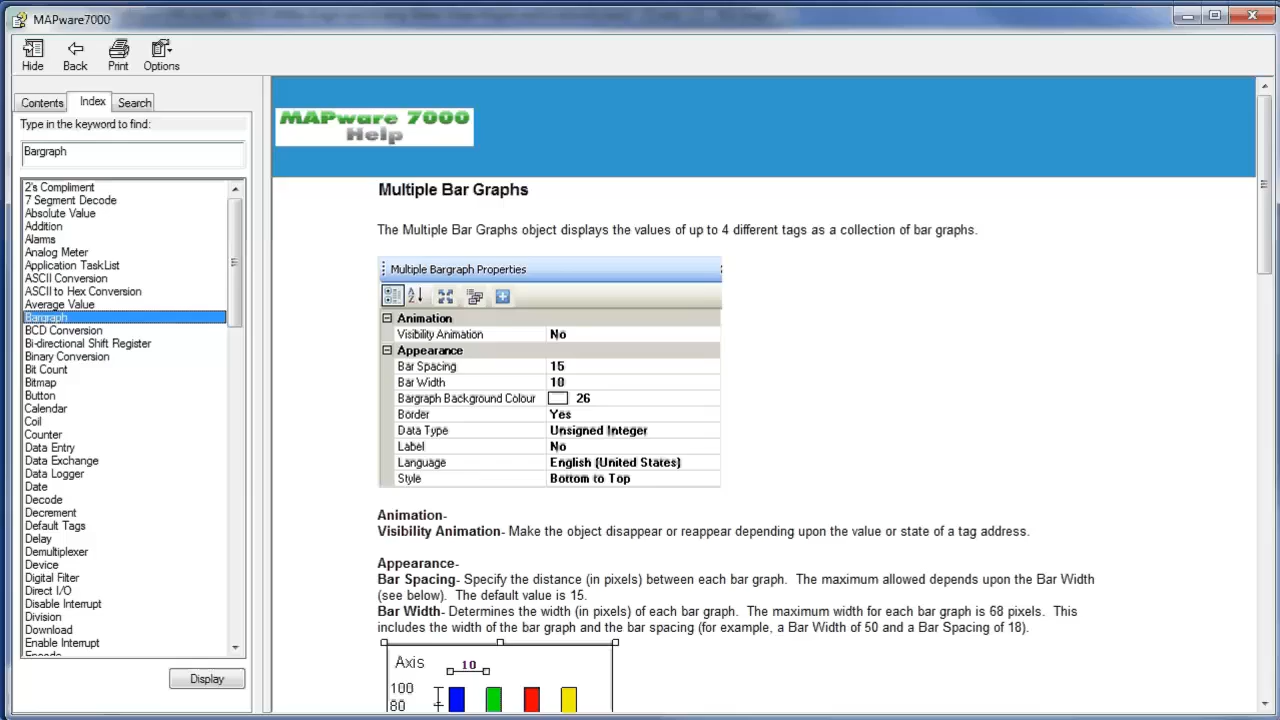 MAPware7000
Hide Back Print Options
Contents Index Search
Type in the keyword to find:
Bargraph
2's Compliment
7 Segment Decode
Absolute Value
Addition
Alarms
Analog Meter
Application TaskList
ASCII Conversion
ASCII to Hex Conversion
Average Value
Bargraph
BCD Conversion
Bi-directional Shift Register
Binary Conversion
Bit Count
Bitmap
Button
Calendar
Coil
Counter
Data Entry
Data Exchange
Data Logger
Date
Decode
Decrement
Default Tags
Delay
Demultiplexer
Device
Digital Filter
Direct I/O
Disable Interrupt
Division
Download
Enable Interrupt
Display
MAPware 7000
Help
Multiple Bar Graphs
The Multiple Bar Graphs object displays the values of up to 4 different tags as a collection of bar graphs.
Multiple Bargraph Properties
Animation
Visibility Animation No
Appearance
Bar Spacing 15
Bar Width 10
Bargraph Background Colour 26
Border Yes
Data Type Unsigned Integer
Label No
Language English (United States)
Style Bottom to Top
Animation-
Visibility Animation- Make the object disappear or reappear depending upon the value or state of a tag address.
Appearance-
Bar Spacing- Specify the distance (in pixels) between each bar graph. The maximum allowed depends upon the Bar Width
(see below). The default value is 15.
Bar Width- Determines the width (in pixels) of each bar graph. The maximum width for each bar graph is 68 pixels. This
includes the width of the bar graph and the bar spacing (for example, a Bar Width of 50 and a Bar Spacing of 18).
Axis 10
100
80